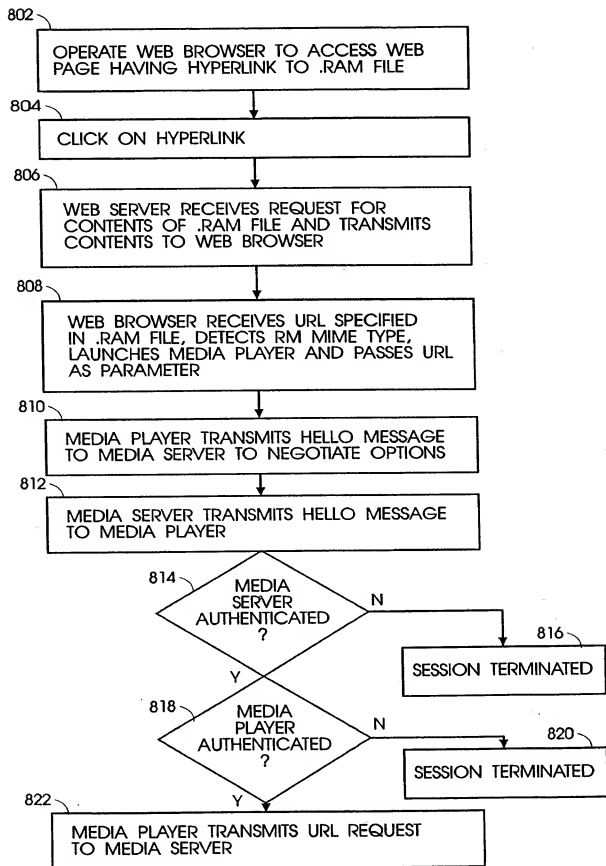 802
OPERATE WEB BROWSER TO ACCESS WEB
PAGE HAVING HYPERLINK TO .RAM FILE
804
CLICK ON HYPERLINK
806
WEB SERVER RECEIVES REQUEST FOR
CONTENTS OF .RAM FILE AND TRANSMITS
CONTENTS TO WEB BROWSER
808
WEB BROWSER RECEIVES URL SPECIFIED
IN .RAM FILE, DETECTS RM MIME TYPE,
LAUNCHES MEDIA PLAYER AND PASSES URL
AS PARAMETER
810
MEDIA PLAYER TRANSMITS HELLO MESSAGE
TO MEDIA SERVER TO NEGOTIATE OPTIONS
812
MEDIA SERVER TRANSMITS HELLO MESSAGE
TO MEDIA PLAYER
814
MEDIA
SERVER
AUTHENTICATED
?
N
816
SESSION TERMINATED
Y
818
MEDIA
PLAYER
AUTHENTICATED
?
N
820
SESSION TERMINATED
Y
822
MEDIA PLAYER TRANSMITS URL REQUEST
TO MEDIA SERVER